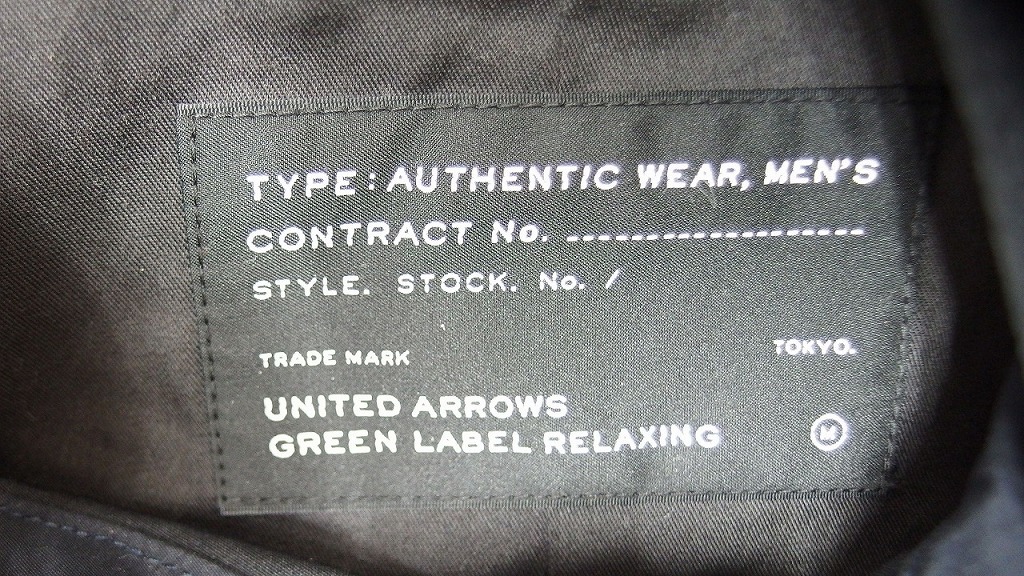 TYPE: AUTHENTIC WEAR, MEN'S
CONTRACT No. -------------------
STYLE. STOCK. No. /
TRADE MARK TOKYO.
UNITED ARROWS
GREEN LABEL RELAXING M